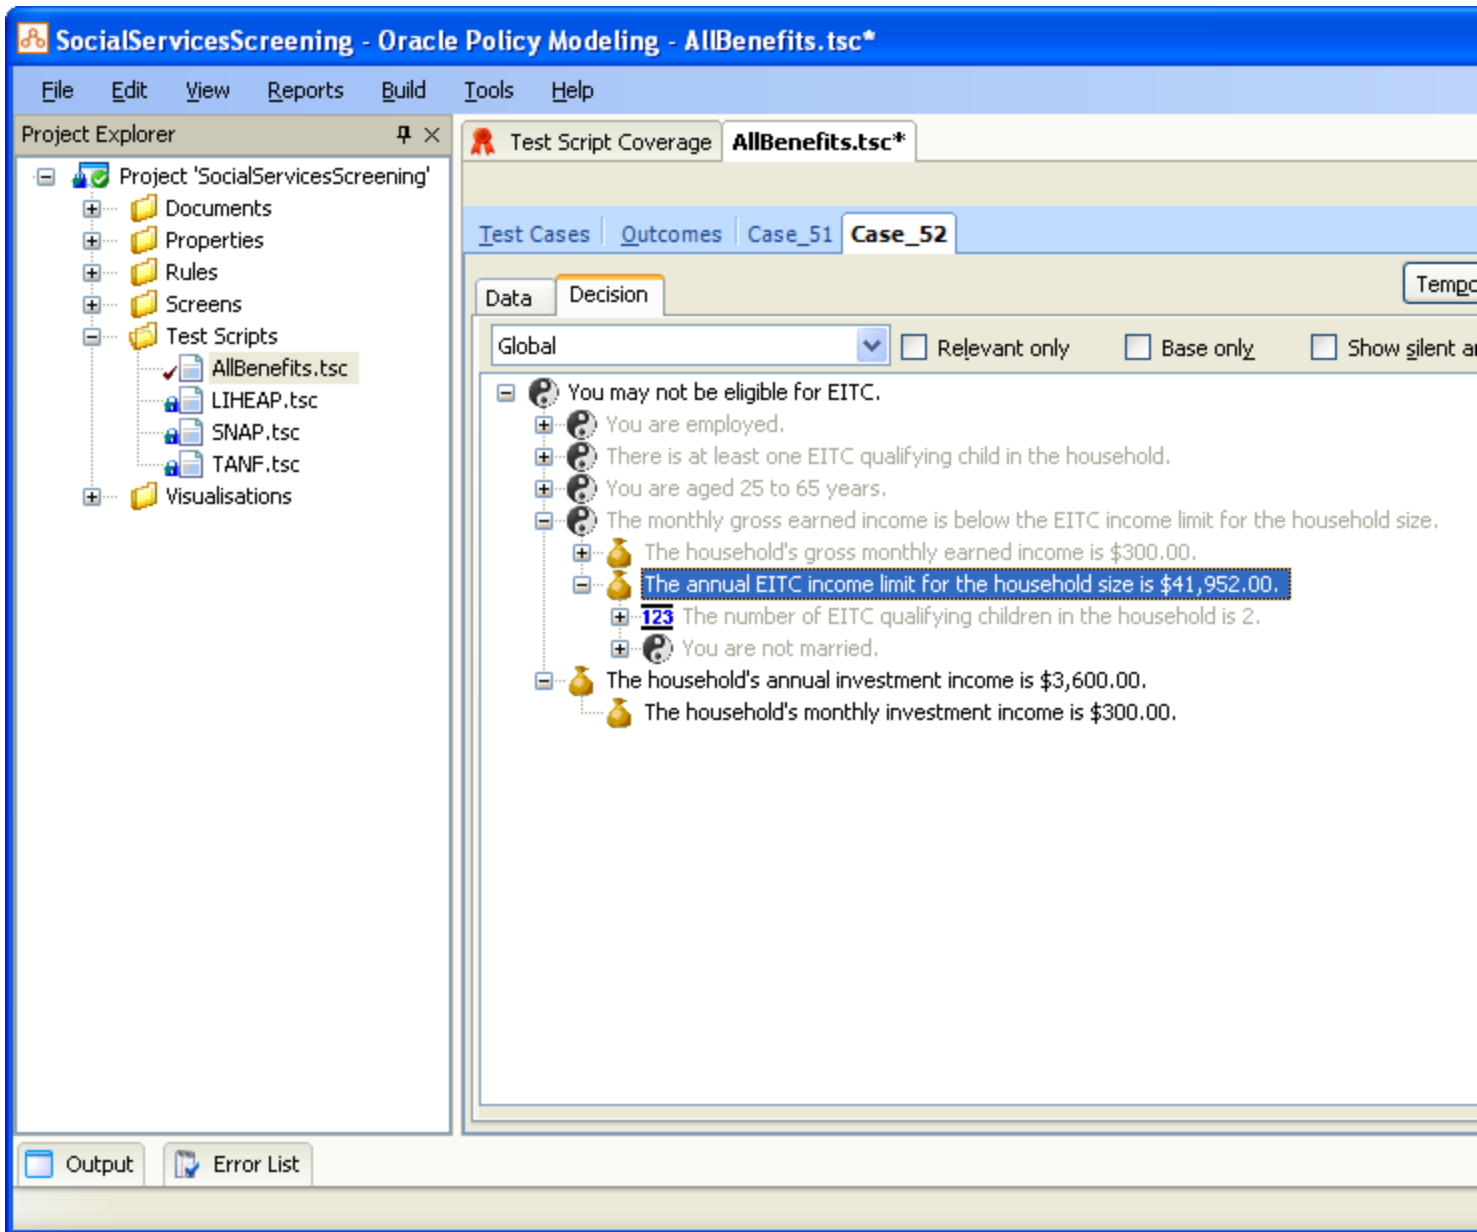 SocialServicesScreening - Oracle Policy Modeling - AllBenefits.tsc*
File Edit View Reports Build Tools Help
Project Explorer
Project 'SocialServicesScreening'
Documents
Properties
Rules
Screens
Test Scripts
AllBenefits.tsc
LIHEAP.tsc
SNAP.tsc
TANF.tsc
Visualisations
Test Script Coverage AllBenefits.tsc*
Test Cases Outcomes Case_51 Case_52
Data Decision
Global Relevant only Base only Show silent
You may not be eligible for EITC.
You are employed.
There is at least one EITC qualifying child in the household.
You are aged 25 to 65 years.
The monthly gross earned income is below the EITC income limit for the household size.
The household's gross monthly earned income is $300.00.
The annual EITC income limit for the household size is $41,952.00.
123 The number of EITC qualifying children in the household is 2.
You are not married.
The household's annual investment income is $3,600.00.
The household's monthly investment income is $300.00.
Output Error List